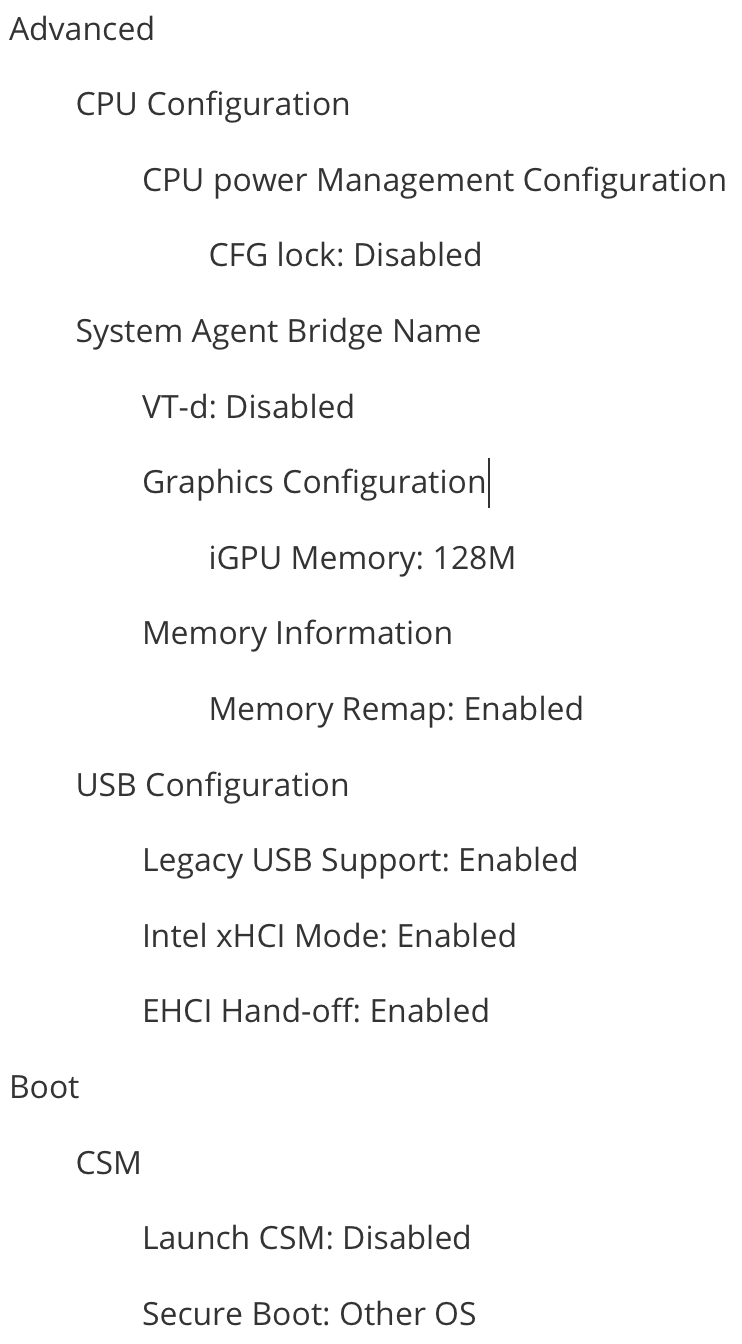 Advanced
CPU Configuration
CPU power Management Configuration
CFG lock: Disabled
System Agent Bridge Name
VT-d: Disabled
Graphics Configuration
iGPU Memory: 128M
Memory Information
Memory Remap: Enabled
USB Configuration
Legacy USB Support: Enabled
Intel xHCI Mode: Enabled
EHCI Hand-off: Enabled
Boot
CSM
Launch CSM: Disabled
Secure Boot: Other OS